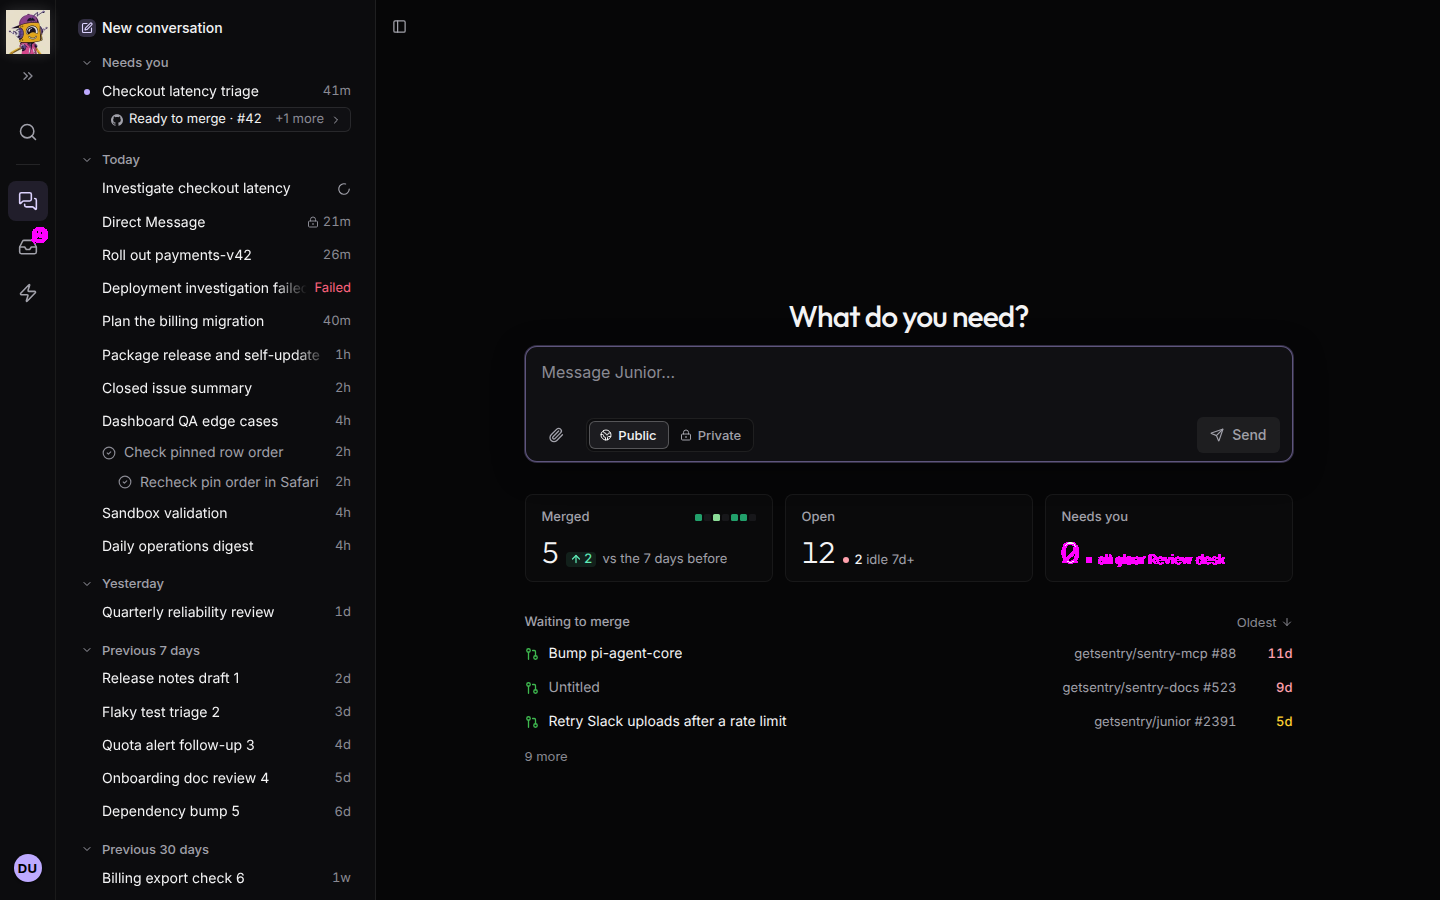 New conversation
Needs you
Checkout latency triage 41m
Ready to merge · #42 +1 more
Today
Investigate checkout latency
Direct Message 21m
Roll out payments-v42 26m
Deployment investigation failed Failed
Plan the billing migration 40m
Package release and self-update 1h
Closed issue summary 2h
Dashboard QA edge cases 4h
Check pinned row order 2h
Recheck pin order in Safari 2h
Sandbox validation 4h
Daily operations digest 4h
Yesterday
Quarterly reliability review 1d
Previous 7 days
Release notes draft 1 2d
Flaky test triage 2 3d
Quota alert follow-up 3 4d
Onboarding doc review 4 5d
Dependency bump 5 6d
Previous 30 days
Billing export check 6 1w
DU
What do you need?
Message Junior...
Public Private Send
Merged
5 2 vs the 7 days before
Open
12 2 idle 7d+
Needs you
Review desk
Waiting to merge Oldest ↓
Bump pi-agent-core getsentry/sentry-mcp #88 11d
Untitled getsentry/sentry-docs #523 9d
Retry Slack uploads after a rate limit getsentry/junior #2391 5d
9 more